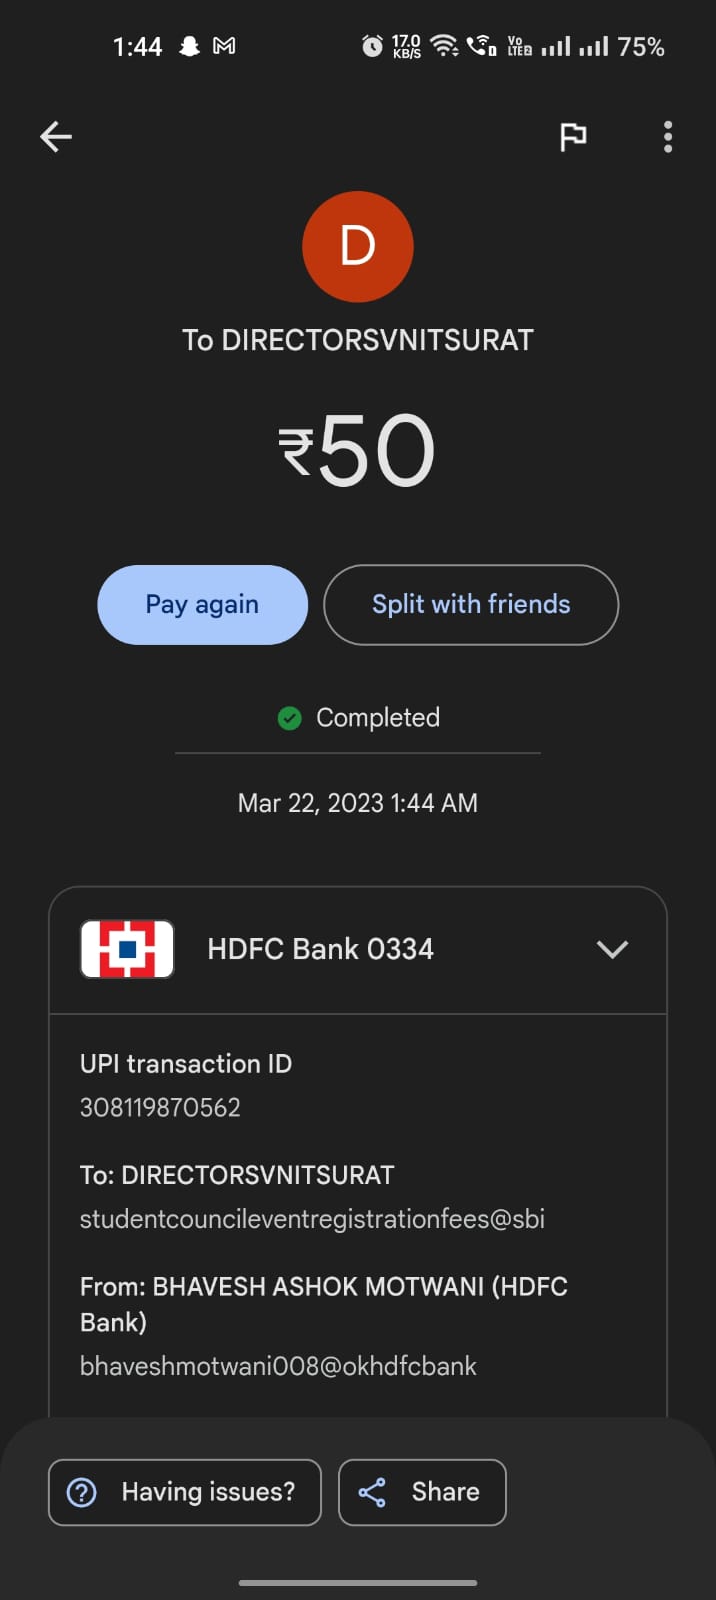 1:44 17.0 KB/S Vo LTE2 75%
D
To DIRECTORSVNITSURAT
₹50
Pay again
Split with friends
Completed
Mar 22, 2023 1:44 AM
HDFC Bank 0334
UPI transaction ID
308119870562
To: DIRECTORSVNITSURAT
studentcouncileventregistrationfees@sbi
From: BHAVESH ASHOK MOTWANI (HDFC
Bank)
bhaveshmotwani008@okhdfcbank
Having issues?
Share